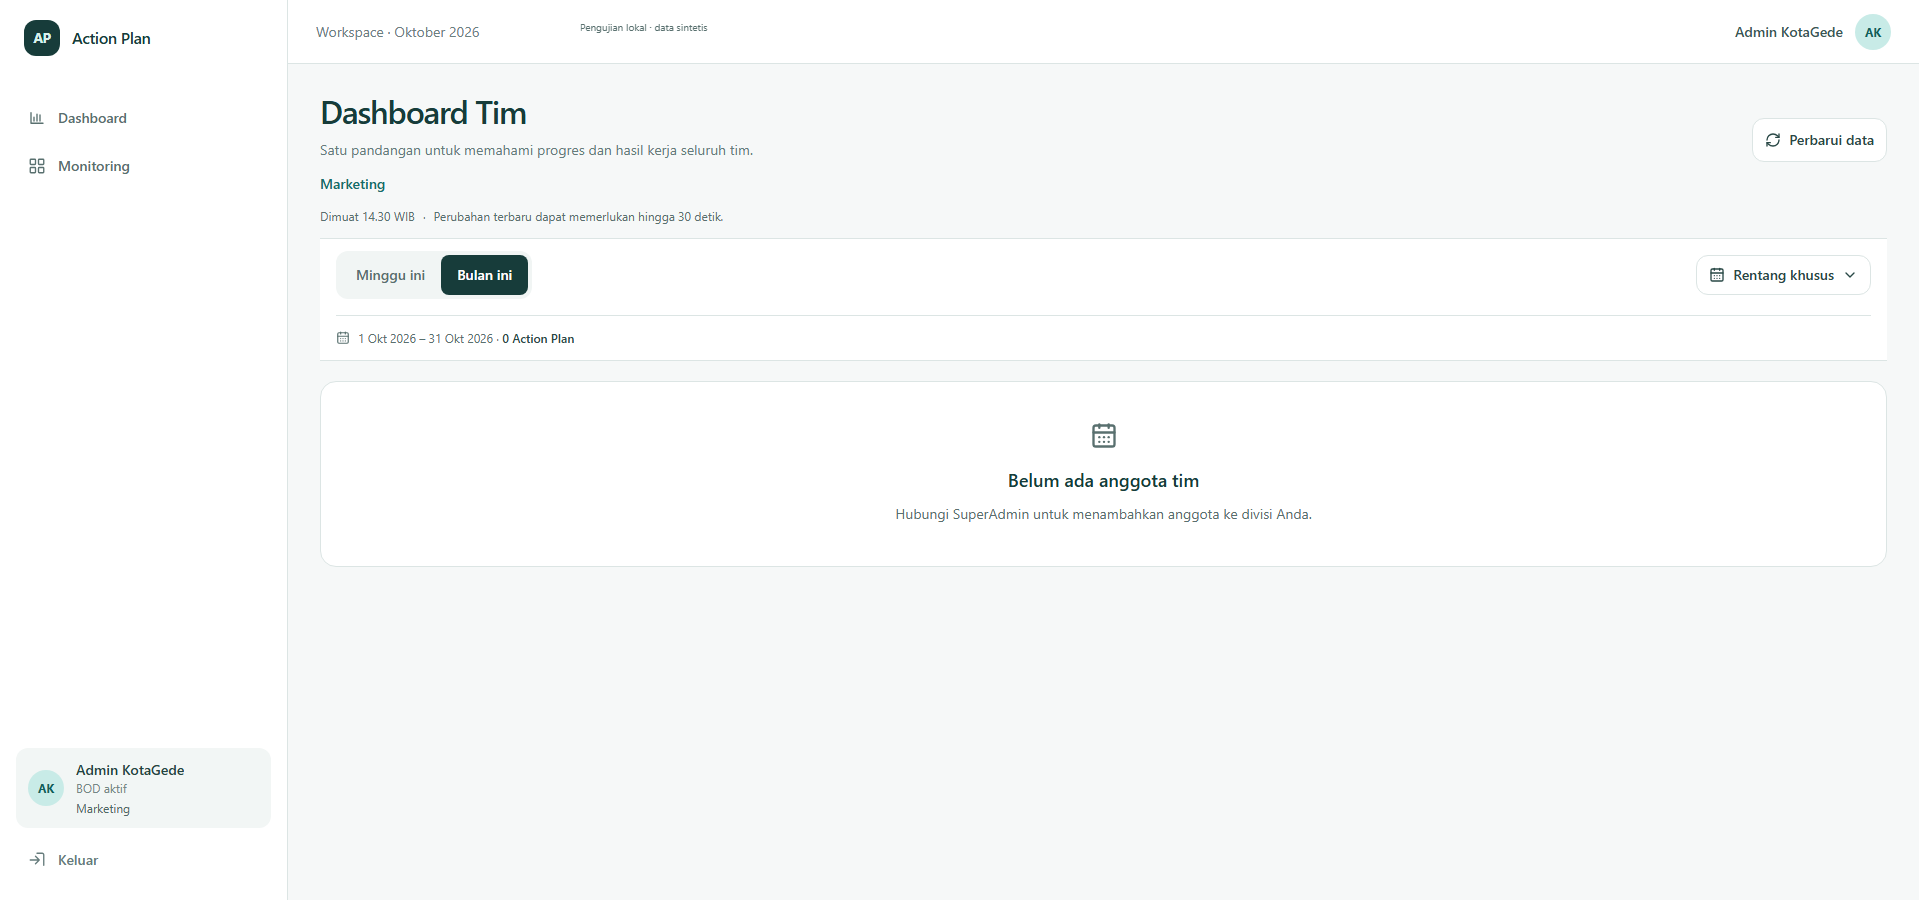 AP Action Plan
Dashboard
Monitoring
Admin KotaGede
AK
BOD aktif
Marketing
Keluar
Workspace · Oktober 2026
Pengujian lokal · data sintetis
Admin KotaGede AK
Dashboard Tim
Satu pandangan untuk memahami progres dan hasil kerja seluruh tim.
Perbarui data
Marketing
Dimuat 14.30 WIB · Perubahan terbaru dapat memerlukan hingga 30 detik.
Minggu ini Bulan ini Rentang khusus
1 Okt 2026 – 31 Okt 2026 · 0 Action Plan
Belum ada anggota tim
Hubungi SuperAdmin untuk menambahkan anggota ke divisi Anda.